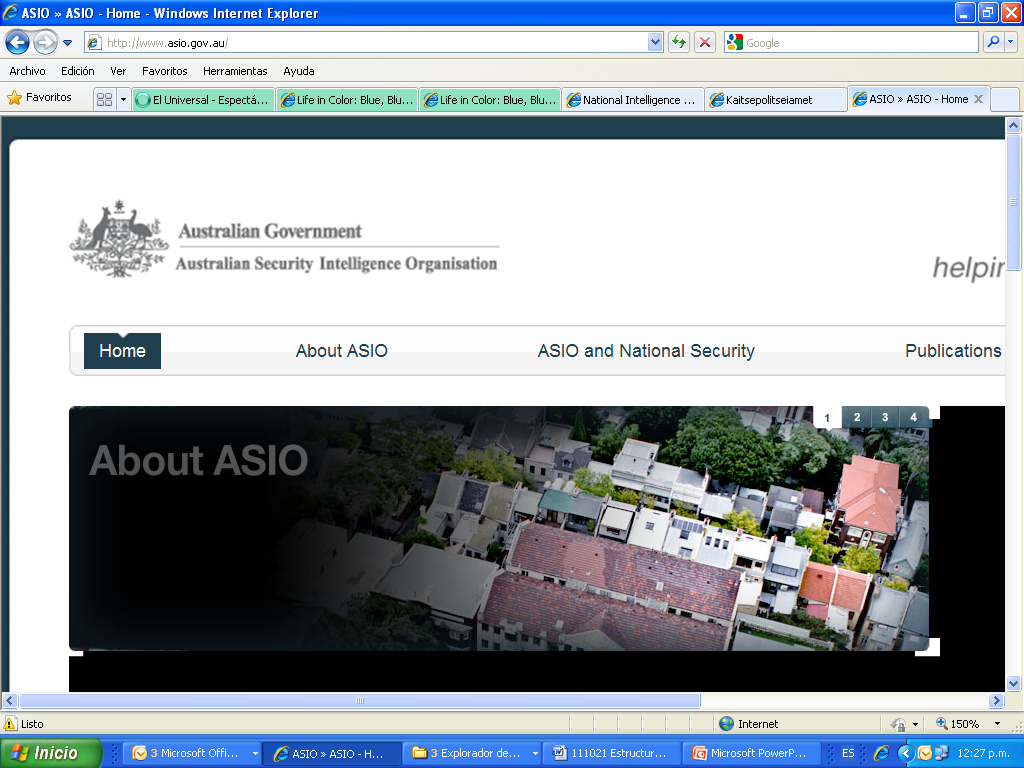 ASIO » ASIO - Home - Windows Internet Explorer
http://www.asio.gov.au/
Google
Archivo Edición Ver Favoritos Herramientas Ayuda
Favoritos
El Universal - Espectá...
Life in Color: Blue, Blu...
Life in Color: Blue, Blu...
National Intelligence ...
Kaitsepolitseiamet
ASIO » ASIO - Home
Australian Government
Australian Security Intelligence Organisation
helpin
Home About ASIO ASIO and National Security Publications
1 2 3 4
About ASIO
Listo Internet 150%
Inicio 3 Microsoft Offi... ASIO » ASIO - H... 3 Explorador de... 111021 Estructur... Microsoft PowerP... ES 12:27 p.m.